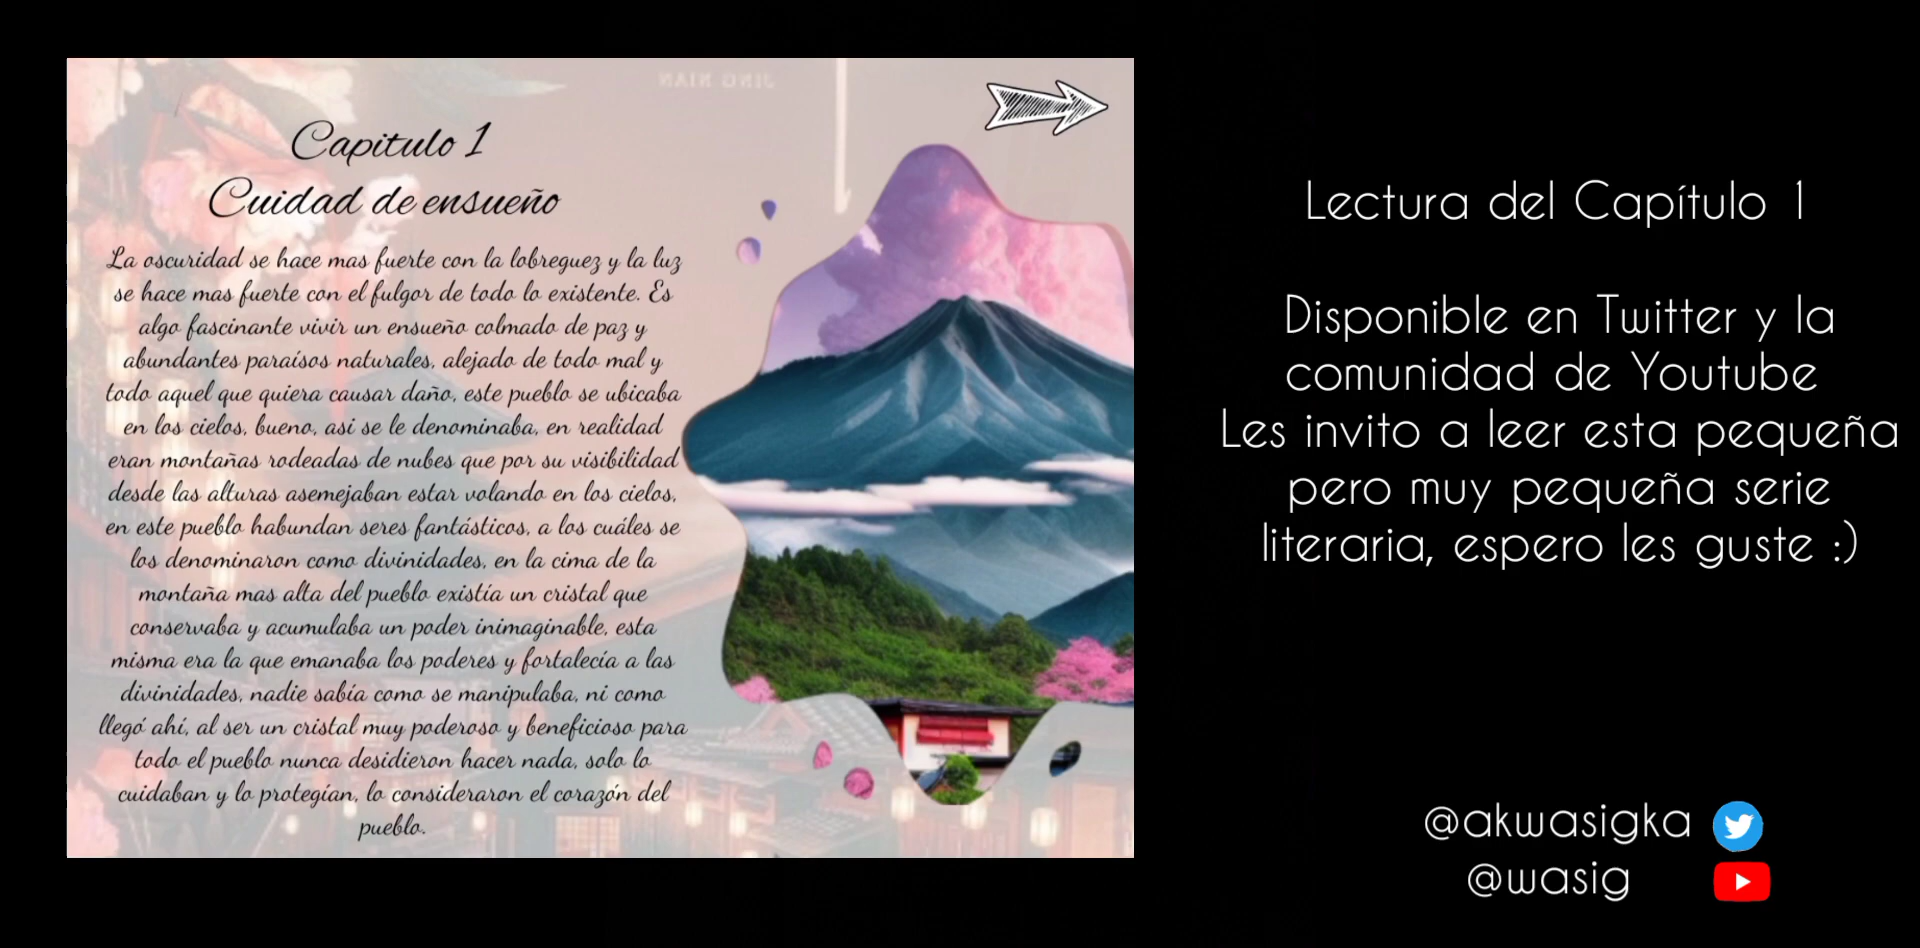 JING NIAN
Capitulo 1
Cuidad de ensueño
La oscuridad se hace mas fuerte con la lobreguez y la luz
se hace mas fuerte con el fulgor de todo lo existente. Es
algo fascinante vivir un ensueño colmado de paz y
abundantes paraísos naturales, alejado de todo mal y
todo aquel que quiera causar daño, este pueblo se ubicaba
en los cielos, bueno, asi se le denominaba, en realidad
eran montañas rodeadas de nubes que por su visibilidad
desde las alturas asemejaban estar volando en los cielos,
en este pueblo habundan seres fantásticos, a los cuáles se
los denominaron como divinidades, en la cima de la
montaña mas alta del pueblo existía un cristal que
conservaba y acumulaba un poder inimaginable, esta
misma era la que emanaba los poderes y fortalecía a las
divinidades, nadie sabía como se manipulaba, ni como
llegó ahí, al ser un cristal muy poderoso y beneficioso para
todo el pueblo nunca desidieron hacer nada, solo lo
cuidaban y lo protegían, lo consideraron el corazón del
pueblo.
Lectura del Capítulo 1
Disponible en Twitter y la
comunidad de Youtube
Les invito a leer esta pequeña
pero muy pequeña serie
literaria, espero les guste :)
@akwasigka
@wasig